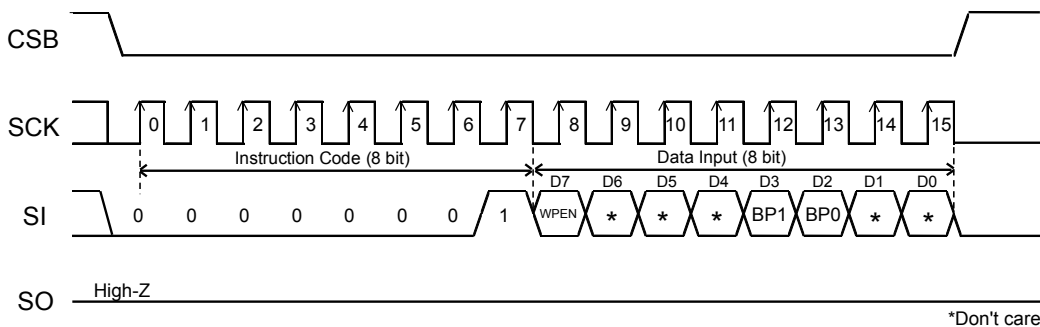 CSB
SCK 0 1 2 3 4 5 6 7 8 9 10 11 12 13 14 15
Instruction Code (8 bit) Data Input (8 bit)
D7 D6 D5 D4 D3 D2 D1 D0
SI 0 0 0 0 0 0 0 1 WPEN * * * BP1 BP0 * *
High-Z
SO
*Don't care